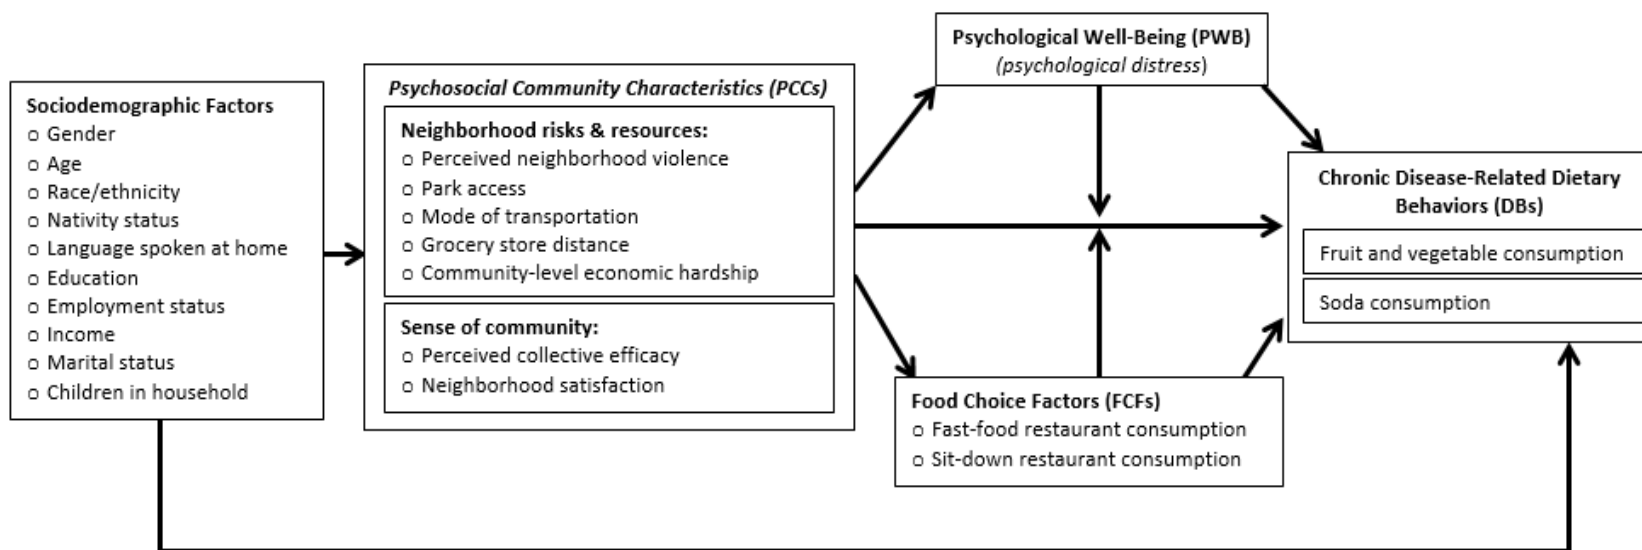 Sociodemographic Factors
o Gender
o Age
o Race/ethnicity
o Nativity status
o Language spoken at home
o Education
o Employment status
o Income
o Marital status
o Children in household
Psychosocial Community Characteristics (PCCs)
Neighborhood risks & resources:
o Perceived neighborhood violence
o Park access
o Mode of transportation
o Grocery store distance
o Community-level economic hardship
Sense of community:
o Perceived collective efficacy
o Neighborhood satisfaction
Psychological Well-Being (PWB)
(psychological distress)
Food Choice Factors (FCFs)
o Fast-food restaurant consumption
o Sit-down restaurant consumption
Chronic Disease-Related Dietary
Behaviors (DBs)
Fruit and vegetable consumption
Soda consumption